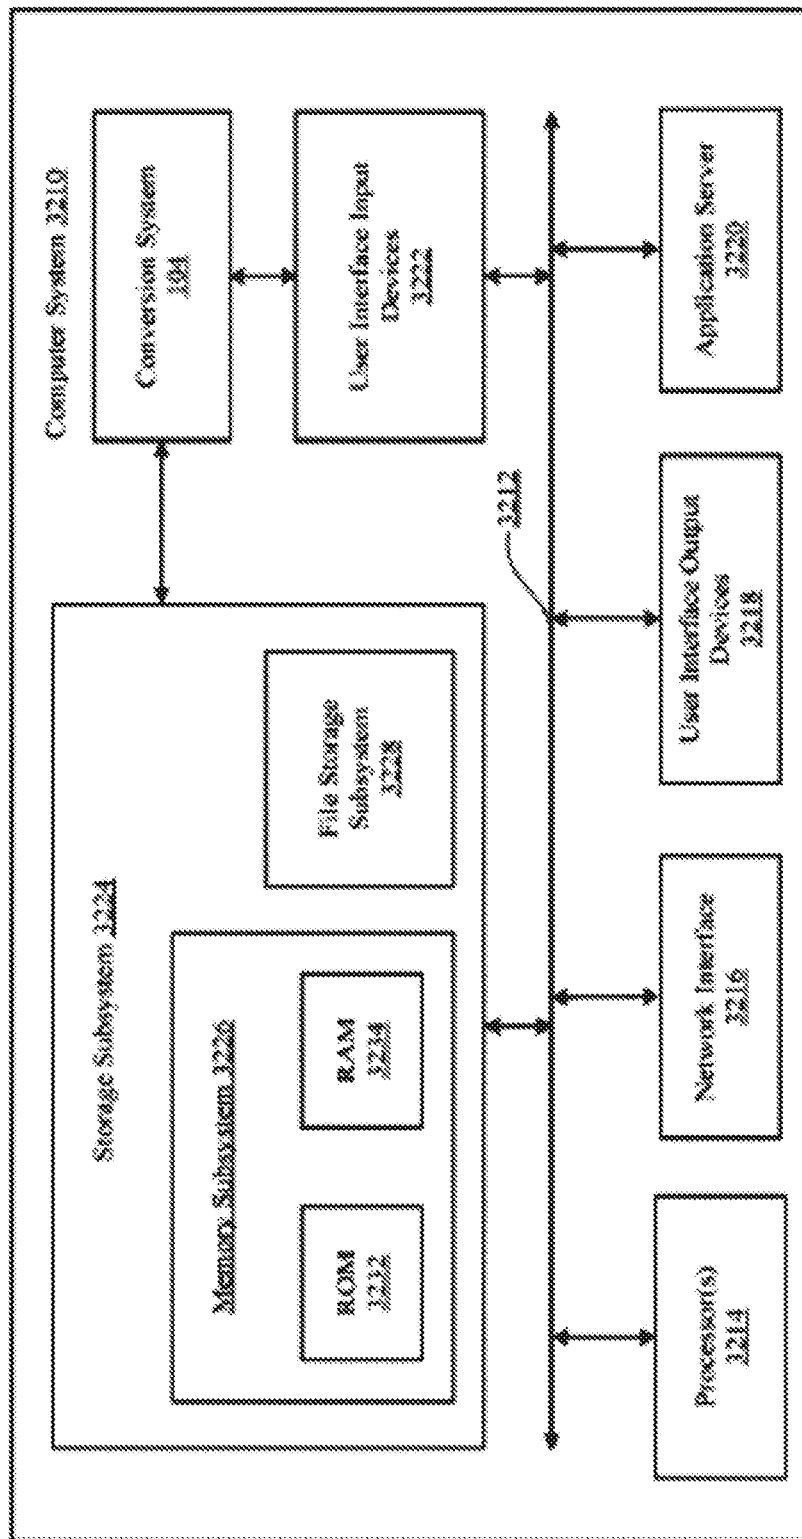 Computer System 3210
Storage Subsystem 3224
Memory Subsystem 3226
ROM
3232
RAM
3234
File Storage
Subsystem
3228
Conversion System
104
User Interface Input
Devices
3222
3212
Processor(s)
3214
Network Interface
3216
User Interface Output
Devices
3218
Application Server
3220